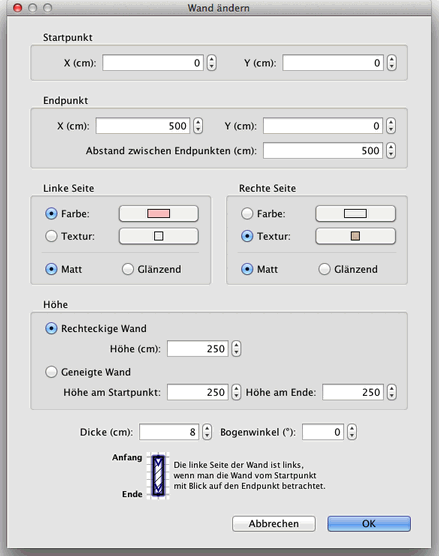 Wand ändern
Startpunkt
X (cm): 0 Y (cm): 0
Endpunkt
X (cm): 500 Y (cm): 0
Abstand zwischen Endpunkten (cm): 500
Linke Seite Rechte Seite
Farbe: Farbe:
Textur: Textur:
Matt Glänzend Matt Glänzend
Höhe
Rechteckige Wand
Höhe (cm): 250
Geneigte Wand
Höhe am Startpunkt: 250 Höhe am Ende: 250
Dicke (cm): 8 Bogenwinkel (°): 0
Anfang
Ende
Die linke Seite der Wand ist links,
wenn man die Wand vom Startpunkt
mit Blick auf den Endpunkt betrachtet.
Abbrechen OK